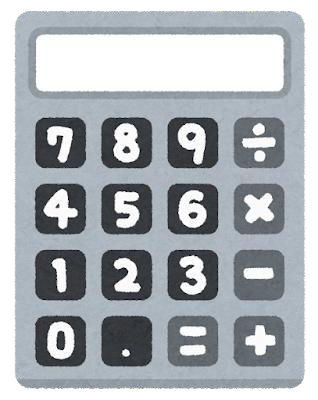 7 8 9 ÷
4 5 6 ×
1 2 3 -
0 . = +